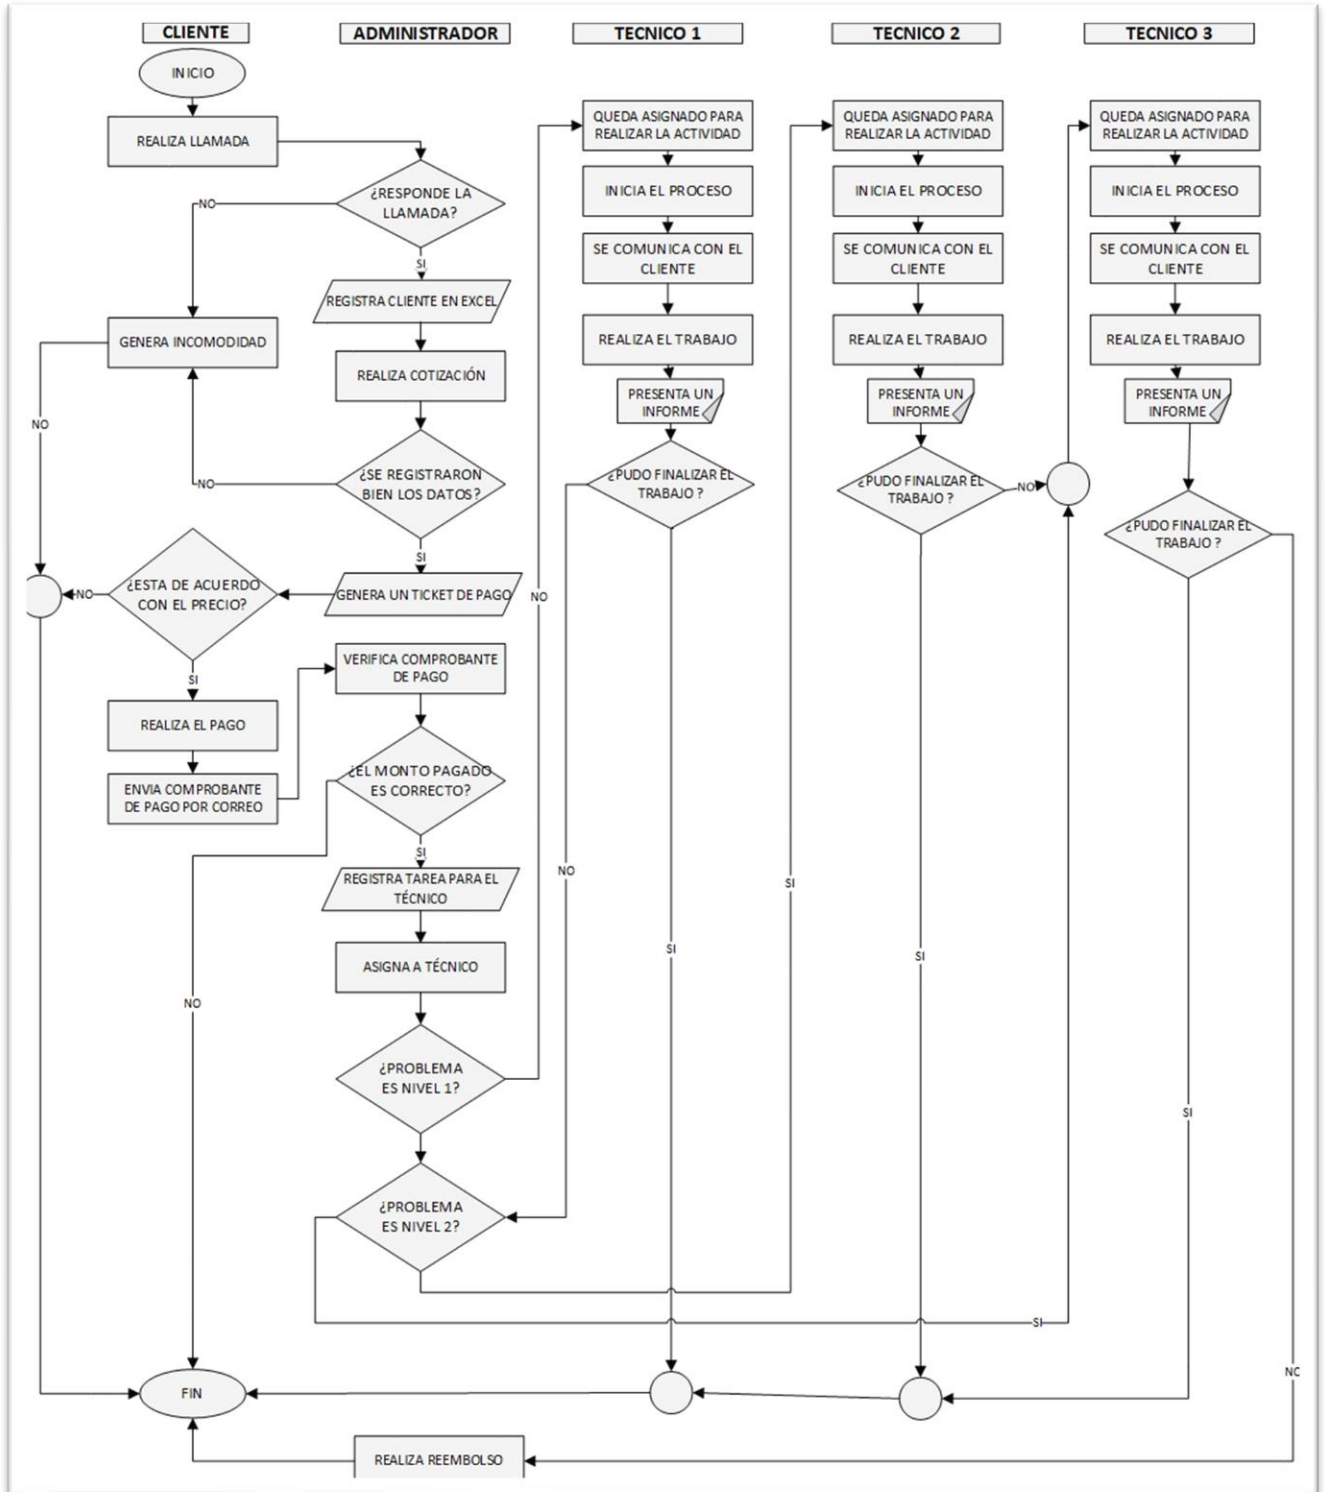 CLIENTE
ADMINISTRADOR
TECNICO 1
TECNICO 2
TECNICO 3
INICIO
REALIZA LLAMADA
¿RESPONDE LA
LLAMADA?
NO
SI
REGISTRA CLIENTE EN EXCEL
GENERA INCOMODIDAD
REALIZA COTIZACIÓN
NO
¿SE REGISTRARON
BIEN LOS DATOS?
NO
SI
GENERA UN TICKET DE PAGO
¿ESTA DE ACUERDO
CON EL PRECIO?
NO
SI
REALIZA EL PAGO
ENVIA COMPROBANTE
DE PAGO POR CORREO
VERIFICA COMPROBANTE
DE PAGO
¿EL MONTO PAGADO
ES CORRECTO?
SI
NO
REGISTRA TAREA PARA EL
TÉCNICO
ASIGNA A TÉCNICO
¿PROBLEMA
ES NIVEL 1?
NO
¿PROBLEMA
ES NIVEL 2?
SI
SI
QUEDA ASIGNADO PARA
REALIZAR LA ACTIVIDAD
INICIA EL PROCESO
SE COMUNICA CON EL
CLIENTE
REALIZA EL TRABAJO
PRESENTA UN
INFORME
¿PUDO FINALIZAR EL
TRABAJO ?
NO
SI
QUEDA ASIGNADO PARA
REALIZAR LA ACTIVIDAD
INICIA EL PROCESO
SE COMUNICA CON EL
CLIENTE
REALIZA EL TRABAJO
PRESENTA UN
INFORME
¿PUDO FINALIZAR EL
TRABAJO ?
NO
SI
QUEDA ASIGNADO PARA
REALIZAR LA ACTIVIDAD
INICIA EL PROCESO
SE COMUNICA CON EL
CLIENTE
REALIZA EL TRABAJO
PRESENTA UN
INFORME
¿PUDO FINALIZAR EL
TRABAJO ?
SI
NO
FIN
REALIZA REEMBOLSO